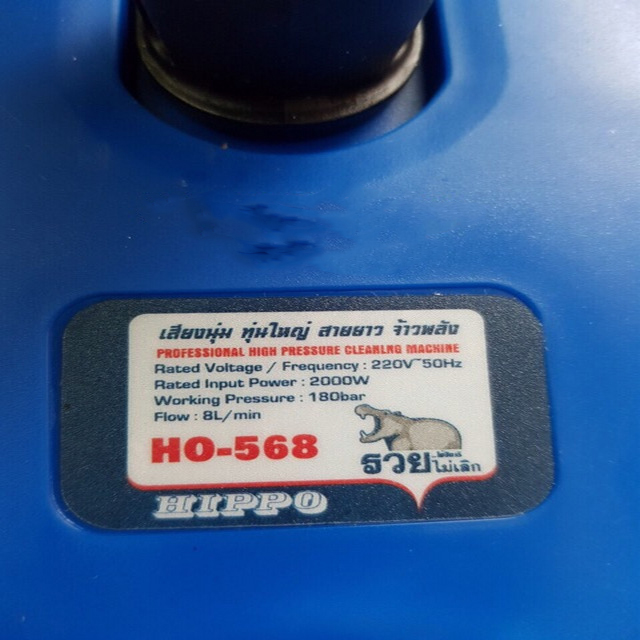 เสียงนุ่ม ทุ่นใหญ่ สายยาว จ้าวพลัง
PROFESSIONAL HIGH PRESSURE CLEARLNG MACHINE
Rated Voltage / Frequency : 220V~50Hz
Rated Input Power : 2000W
Working Pressure : 180bar
Flow : 8L/min
HO-568
รวย
ไม่เลิก
HIPPO